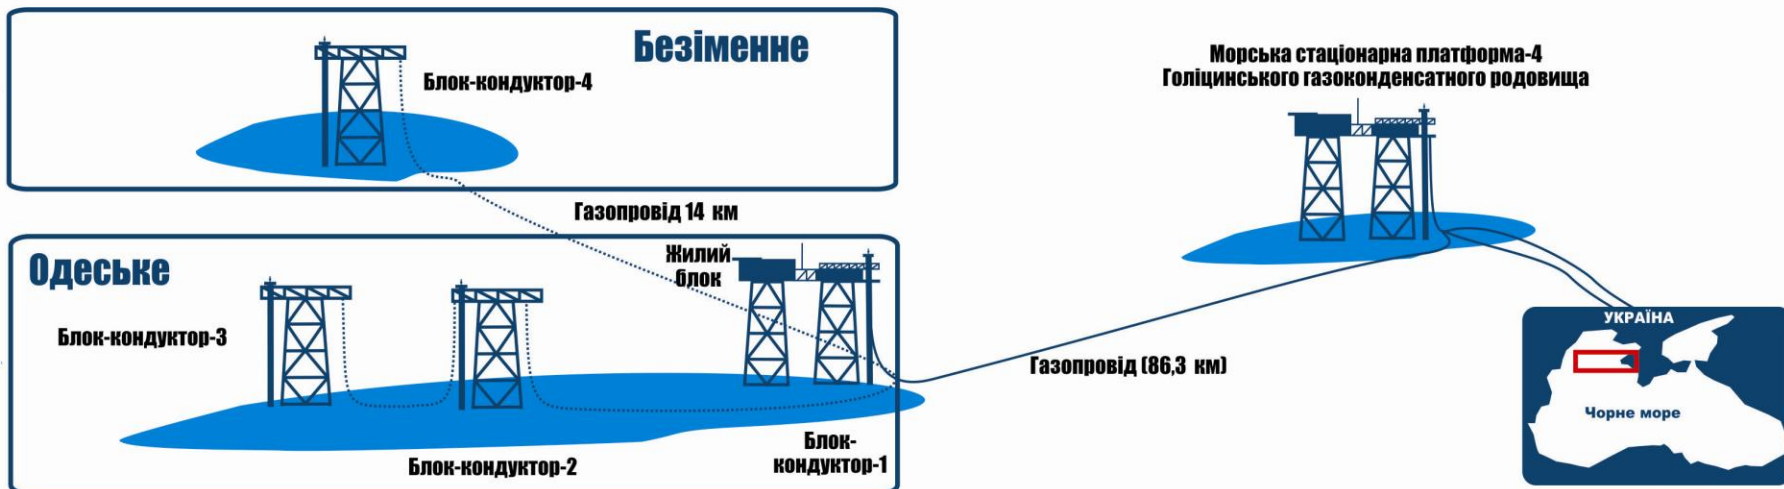 Безіменне
Блок-кондуктор-4
Морська стаціонарна платформа-4
Голіцинського газоконденсатного родовища
Газопровід 14 км
Одеське
Жилий
блок
Блок-кондуктор-3
Газопровід (86,3 км)
Блок-кондуктор-2
Блок-
кондуктор-1
УКРАЇНА
Чорне море